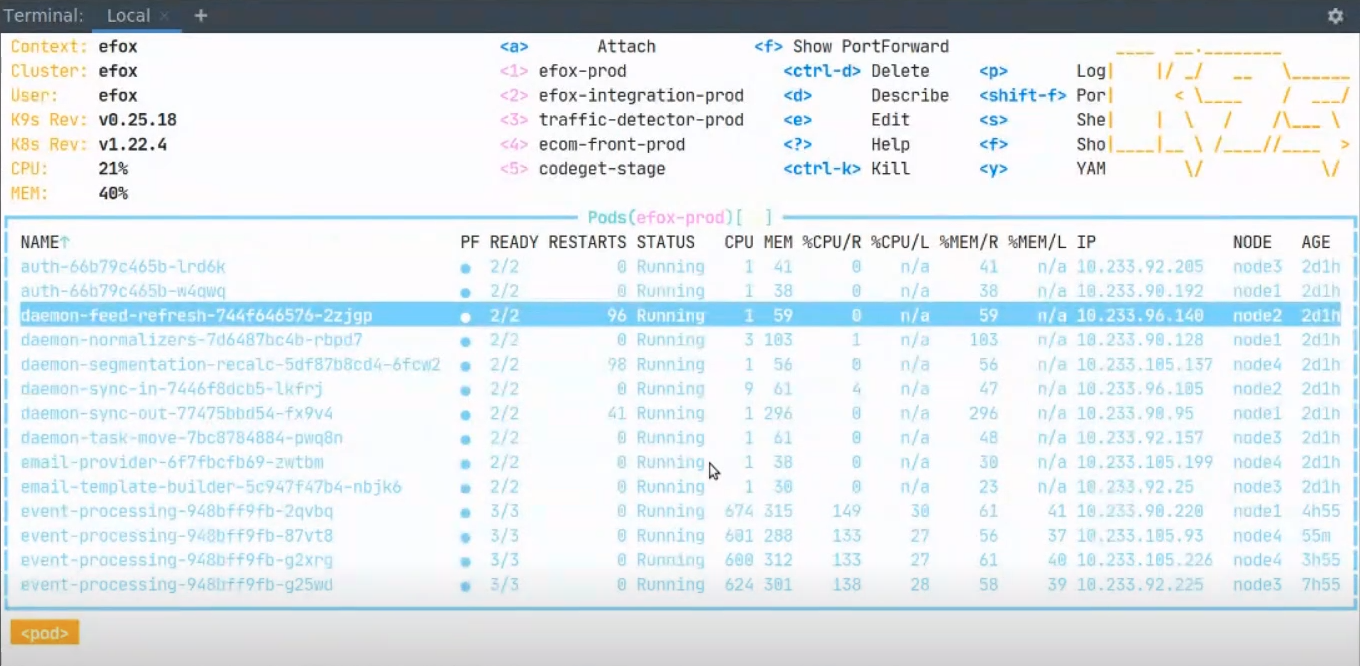 Terminal: Local × +
Context: efox <a> Attach <f> Show PortForward
Cluster: efox <1> efox-prod <ctrl-d> Delete <p> Log
User: efox <2> efox-integration-prod <d> Describe <shift-f> Por
K9s Rev: v0.25.18 <3> traffic-detector-prod <e> Edit <s> She
K8s Rev: v1.22.4 <4> ecom-front-prod <?> Help <f> Sho
CPU: 21% <5> codeget-stage <ctrl-k> Kill <y> YAM
MEM: 40%
Pods(efox-prod)[ ]
NAME↑ PF READY RESTARTS STATUS CPU MEM %CPU/R %CPU/L %MEM/R %MEM/L IP NODE AGE
auth-66b79c465b-lrd6k ● 2/2 0 Running 1 41 0 n/a 41 n/a 10.233.92.205 node3 2d1h
auth-66b79c465b-w4qwq ● 2/2 0 Running 1 38 0 n/a 38 n/a 10.233.90.192 node1 2d1h
daemon-feed-refresh-744f646576-2zjgp ● 2/2 96 Running 1 59 0 n/a 59 n/a 10.233.96.140 node2 2d1h
daemon-normalizers-7d6487bc4b-rbpd7 ● 2/2 0 Running 3 103 1 n/a 103 n/a 10.233.90.128 node1 2d1h
daemon-segmentation-recalc-5df87b8cd4-6fcw2 ● 2/2 98 Running 1 56 0 n/a 56 n/a 10.233.105.137 node4 2d1h
daemon-sync-in-7446f8dcb5-lkfrj ● 2/2 0 Running 9 61 4 n/a 47 n/a 10.233.96.105 node2 2d1h
daemon-sync-out-77475bbd54-fx9v4 ● 2/2 41 Running 1 296 0 n/a 296 n/a 10.233.90.95 node1 2d1h
daemon-task-move-7bc8784884-pwq8n ● 2/2 0 Running 1 61 0 n/a 48 n/a 10.233.92.157 node3 2d1h
email-provider-6f7fbcfb69-zwtbm ● 2/2 0 Running 1 38 0 n/a 30 n/a 10.233.105.199 node4 2d1h
email-template-builder-5c947f47b4-nbjk6 ● 2/2 0 Running 1 30 0 n/a 23 n/a 10.233.92.25 node3 2d1h
event-processing-948bff9fb-2qvbq ● 3/3 0 Running 674 315 149 30 61 41 10.233.90.220 node1 4h55
event-processing-948bff9fb-87vt8 ● 3/3 0 Running 601 288 133 27 56 37 10.233.105.93 node4 55m
event-processing-948bff9fb-g2xrg ● 3/3 0 Running 600 312 133 27 61 40 10.233.105.226 node4 3h55
event-processing-948bff9fb-g25wd ● 3/3 0 Running 624 301 138 28 58 39 10.233.92.225 node3 7h55
<pod>